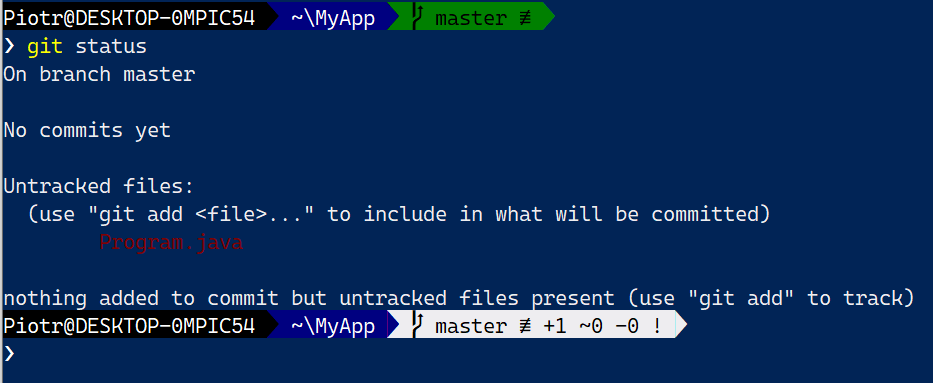 Piotr@DESKTOP-0MPIC54 ~\MyApp master ≢
❯ git status
On branch master
No commits yet
Untracked files:
(use "git add <file>..." to include in what will be committed)
Program.java
nothing added to commit but untracked files present (use "git add" to track)
Piotr@DESKTOP-0MPIC54 ~\MyApp master ≢ +1 ~0 -0 !
❯